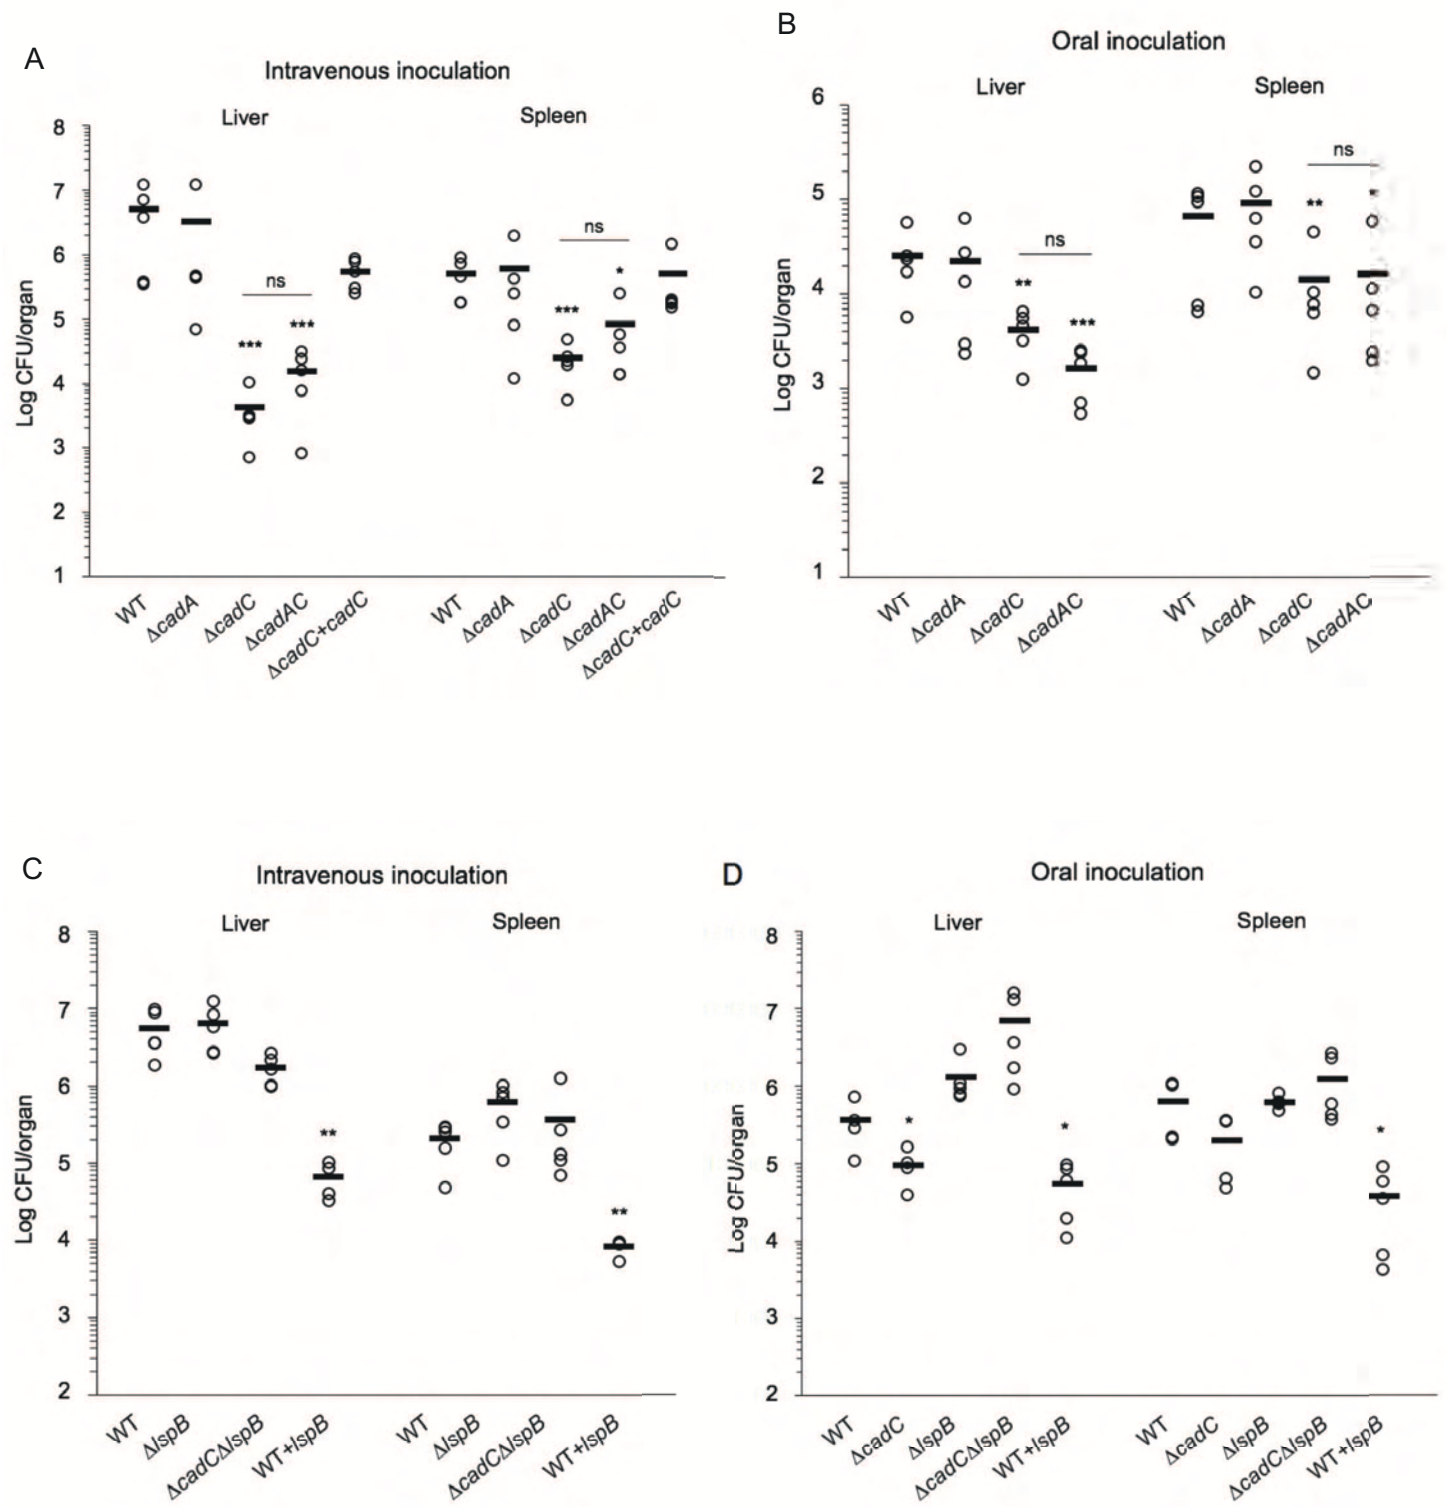 A
Intravenous inoculation
Liver
Spleen
Log CFU/organ
8
7
6
5
4
3
2
1
ns
ns
***
***
***
*
WT
ΔcadA
ΔcadC
ΔcadAC
ΔcadC+cadC
WT
ΔcadA
ΔcadC
ΔcadAC
ΔcadC+cadC
B
Oral inoculation
Liver
Spleen
Log CFU/organ
6
5
4
3
2
1
ns
ns
**
***
**
*
WT
ΔcadA
ΔcadC
ΔcadAC
WT
ΔcadA
ΔcadC
ΔcadAC
C
Intravenous inoculation
Liver
Spleen
Log CFU/organ
8
7
6
5
4
3
2
**
**
WT
ΔlspB
ΔcadCΔlspB
WT+lspB
WT
ΔlspB
ΔcadCΔlspB
WT+lspB
D
Oral inoculation
Liver
Spleen
Log CFU/organ
8
7
6
5
4
3
2
*
*
*
WT
ΔcadC
ΔlspB
ΔcadCΔlspB
WT+lspB
WT
ΔcadC
ΔlspB
ΔcadCΔlspB
WT+lspB